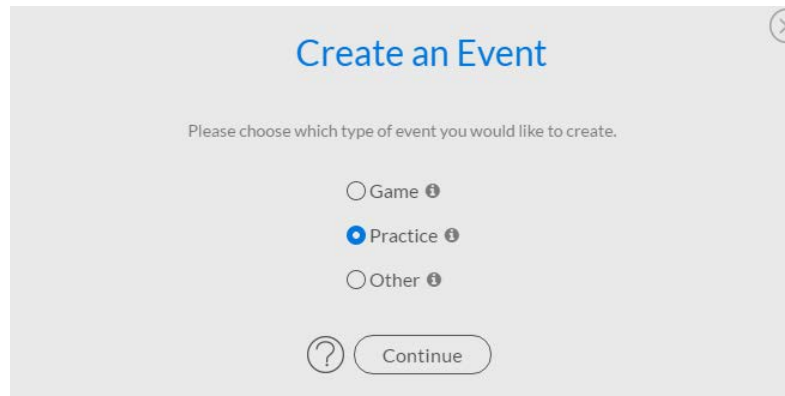 Create an Event
Please choose which type of event you would like to create.
Game
Practice
Other
? Continue